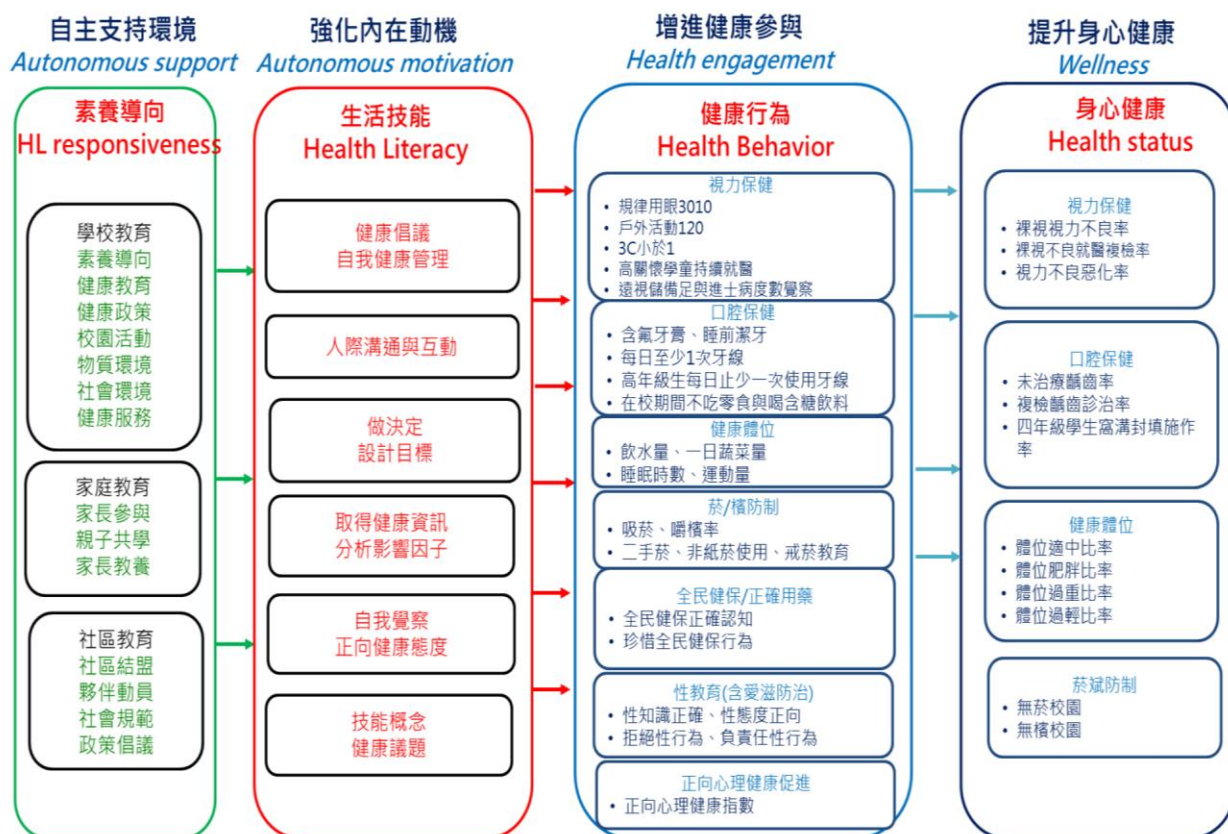 自主支持環境
Autonomous support
素養導向
HL responsiveness
學校教育
素養導向
健康教育
健康政策
校園活動
物質環境
社會環境
健康服務
家庭教育
家長參與
親子共學
家長教養
社區教育
社區結盟
夥伴動員
社會規範
政策倡議
強化內在動機
Autonomous motivation
生活技能
Health Literacy
健康倡議
自我健康管理
人際溝通與互動
做決定
設計目標
取得健康資訊
分析影響因子
自我覺察
正向健康態度
技能概念
健康議題
增進健康參與
Health engagement
健康行為
Health Behavior
視力保健
• 規律用眼3010
• 戶外活動120
• 3C小於1
• 高關懷學童持續就醫
• 遠視儲備足與進士病度數覺察
口腔保健
• 含氟牙膏、睡前潔牙
• 每日至少1次牙線
• 高年級生每日止少一次使用牙線
• 在校期間不吃零食與喝含糖飲料
健康體位
• 飲水量、一日蔬菜量
• 睡眠時數、運動量
菸/檳防制
• 吸菸、嚼檳率
• 二手菸、非紙菸使用、戒菸教育
全民健保/正確用藥
• 全民健保正確認知
• 珍惜全民健保行為
性教育(含愛滋防治)
• 性知識正確、性態度正向
• 拒絕性行為、負責任性行為
正向心理健康促進
• 正向心理健康指數
提升身心健康
Wellness
身心健康
Health status
視力保健
• 裸視視力不良率
• 裸視不良就醫複檢率
• 視力不良惡化率
口腔保健
• 未治療齲齒率
• 複檢齲齒診治率
• 四年級學生窩溝封填施作
率
健康體位
• 體位適中比率
• 體位肥胖比率
• 體位過重比率
• 體位過輕比率
菸斌防制
• 無菸校園
• 無檳校園